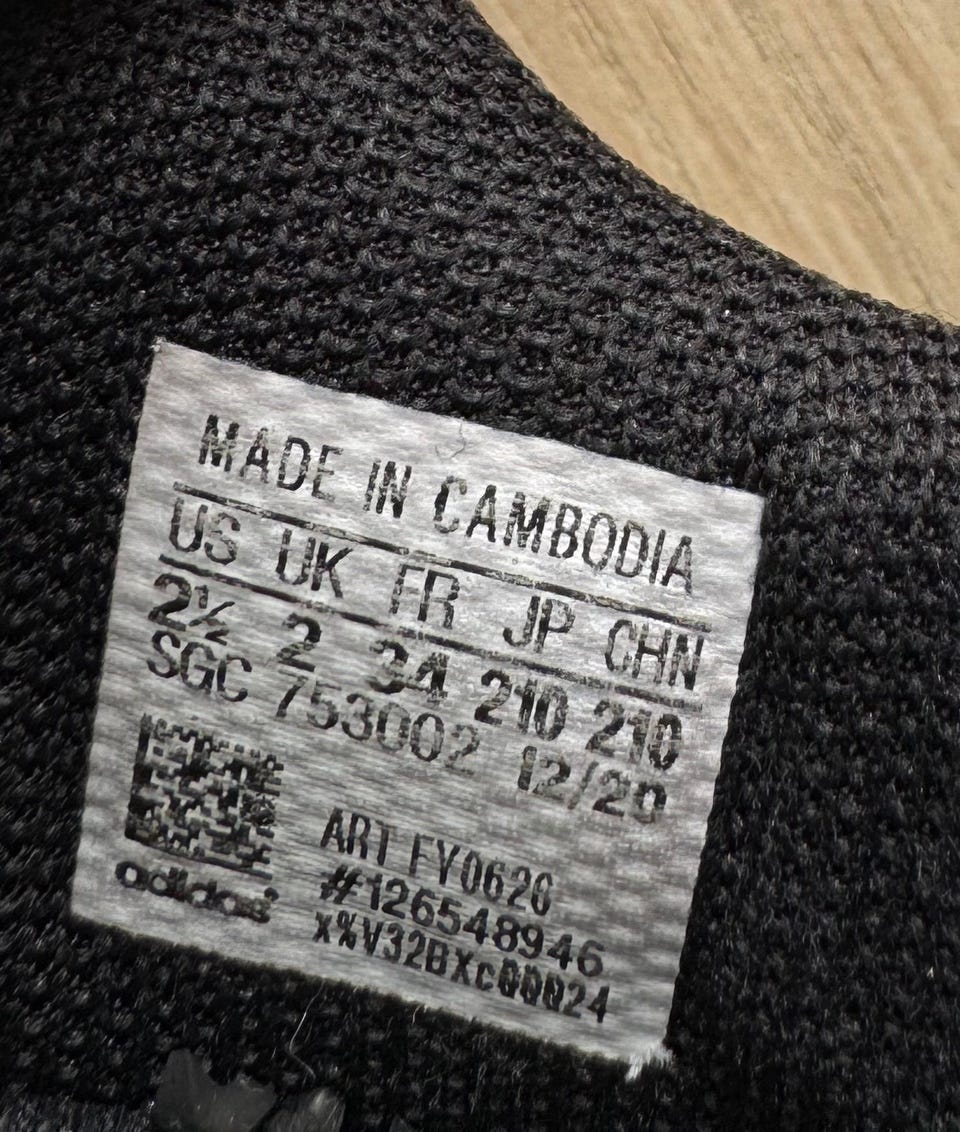 MADE IN CAMBODIA
US UK FR JP CHN
2½ 2 34 210 210
SGC 753002 12/20
ART FY0620
#126548946
x%V32BXc00024
adidas